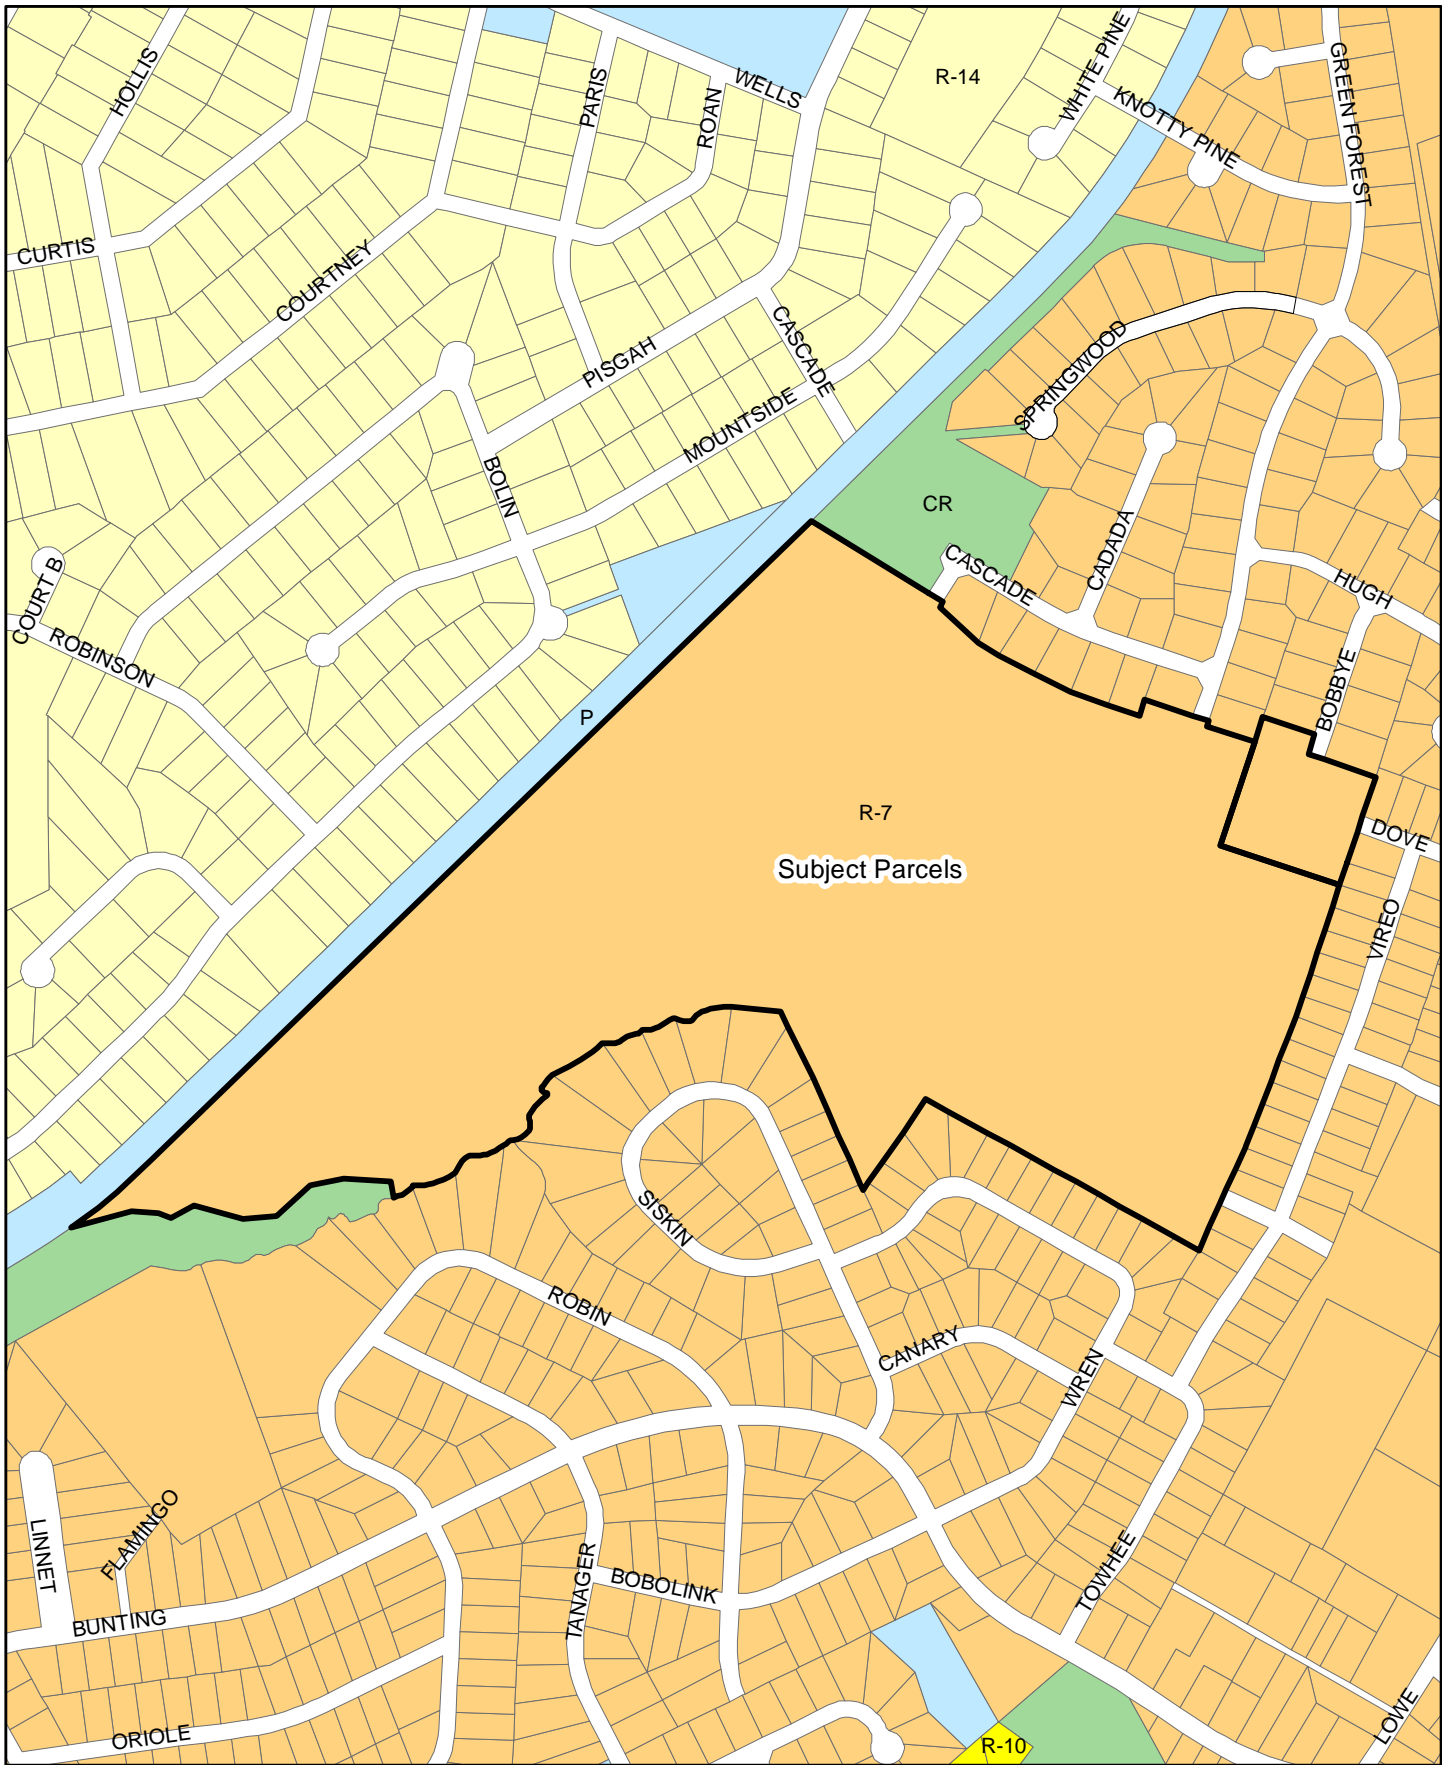 HOLLIS
PARIS
WELLS
ROAN
R-14
WHITE PINE
KNOTTY PINE
GREEN FOREST
CURTIS
COURTNEY
CASCADE
PISGAH
SPRINGWOOD
MOUNTSIDE
BOLIN
CR
CADADA
CASCADE
COURT B
HUGH
ROBINSON
BOBBYE
P
R-7
DOVE
Subject Parcels
VIREO
SISKIN
ROBIN
CANARY
WREN
LINNET
FLAMINGO
TANAGER
BOBOLINK
TOWHEE
BUNTING
ORIOLE
LOWE
R-10